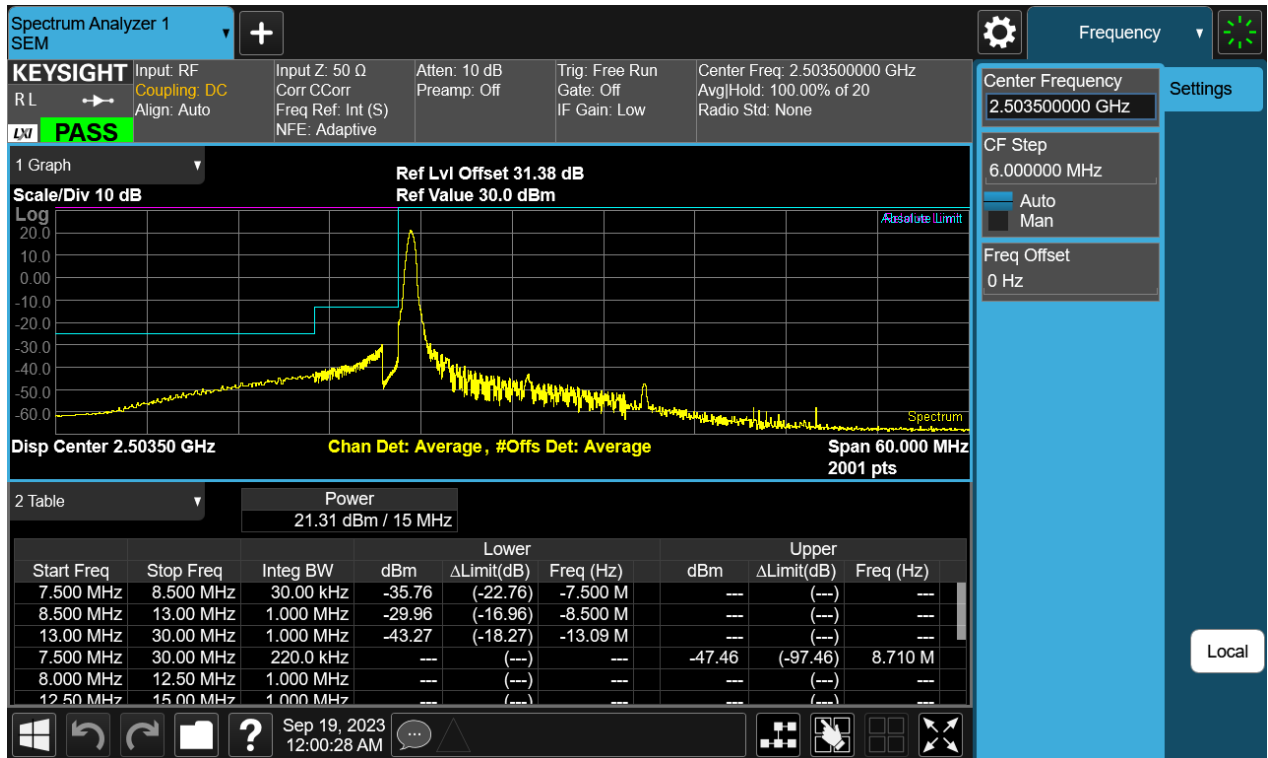 Spectrum Analyzer 1
SEM
+
Frequency
KEYSIGHT
R L
LXI
PASS
Input: RF
Coupling: DC
Align: Auto
Input Z: 50 Ω
Corr CCorr
Freq Ref: Int (S)
NFE: Adaptive
Atten: 10 dB
Preamp: Off
Trig: Free Run
Gate: Off
IF Gain: Low
Center Freq: 2.503500000 GHz
Avg|Hold: 100.00% of 20
Radio Std: None
Center Frequency
2.503500000 GHz
Settings
CF Step
6.000000 MHz
Auto
Man
Freq Offset
0 Hz
Local
1 Graph
Scale/Div 10 dB
Ref Lvl Offset 31.38 dB
Ref Value 30.0 dBm
Log
Absolute Limit
20.0
10.0
0.00
-10.0
-20.0
-30.0
-40.0
-50.0
-60.0
Spectrum
Disp Center 2.50350 GHz
Chan Det: Average, #Offs Det: Average
Span 60.000 MHz
2001 pts
2 Table
Power
21.31 dBm / 15 MHz
Lower Upper
Start Freq Stop Freq Integ BW dBm ΔLimit(dB) Freq (Hz) dBm ΔLimit(dB) Freq (Hz)
7.500 MHz 8.500 MHz 30.00 kHz -35.76 (-22.76) -7.500 M --- (---) ---
8.500 MHz 13.00 MHz 1.000 MHz -29.96 (-16.96) -8.500 M --- (---) ---
13.00 MHz 30.00 MHz 1.000 MHz -43.27 (-18.27) -13.09 M --- (---) ---
7.500 MHz 30.00 MHz 220.0 kHz --- (---) --- -47.46 (-97.46) 8.710 M
8.000 MHz 12.50 MHz 1.000 MHz --- (---) --- --- (---) ---
12.50 MHz 15.00 MHz 1.000 MHz --- (---) --- --- (---) ---
? Sep 19, 2023
12:00:28 AM